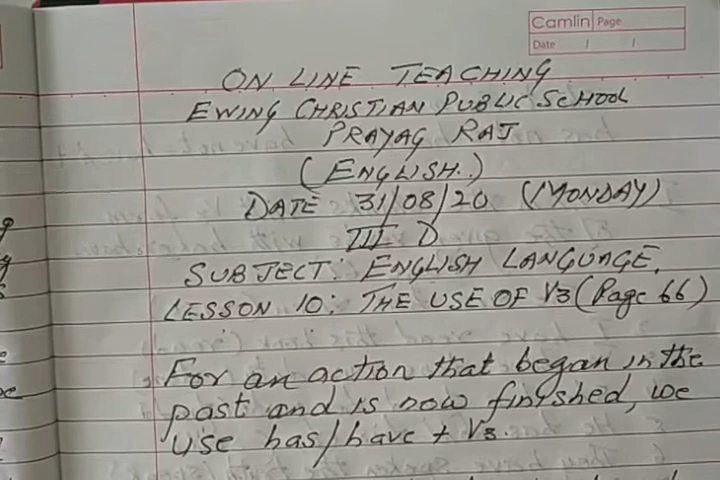 Camlin Page
Date / /
ON LINE TEACHING
EWING CHRISTIAN PUBLIC SCHOOL
PRAYAG RAJ
(ENGLISH.)
DATE 31/08/20 (MONDAY)
III D
SUBJECT: ENGLISH LANGUAGE.
LESSON 10: THE USE OF V3 (Page 66)
For an action that began in the
past and is now finished, we
use has/have + V3.